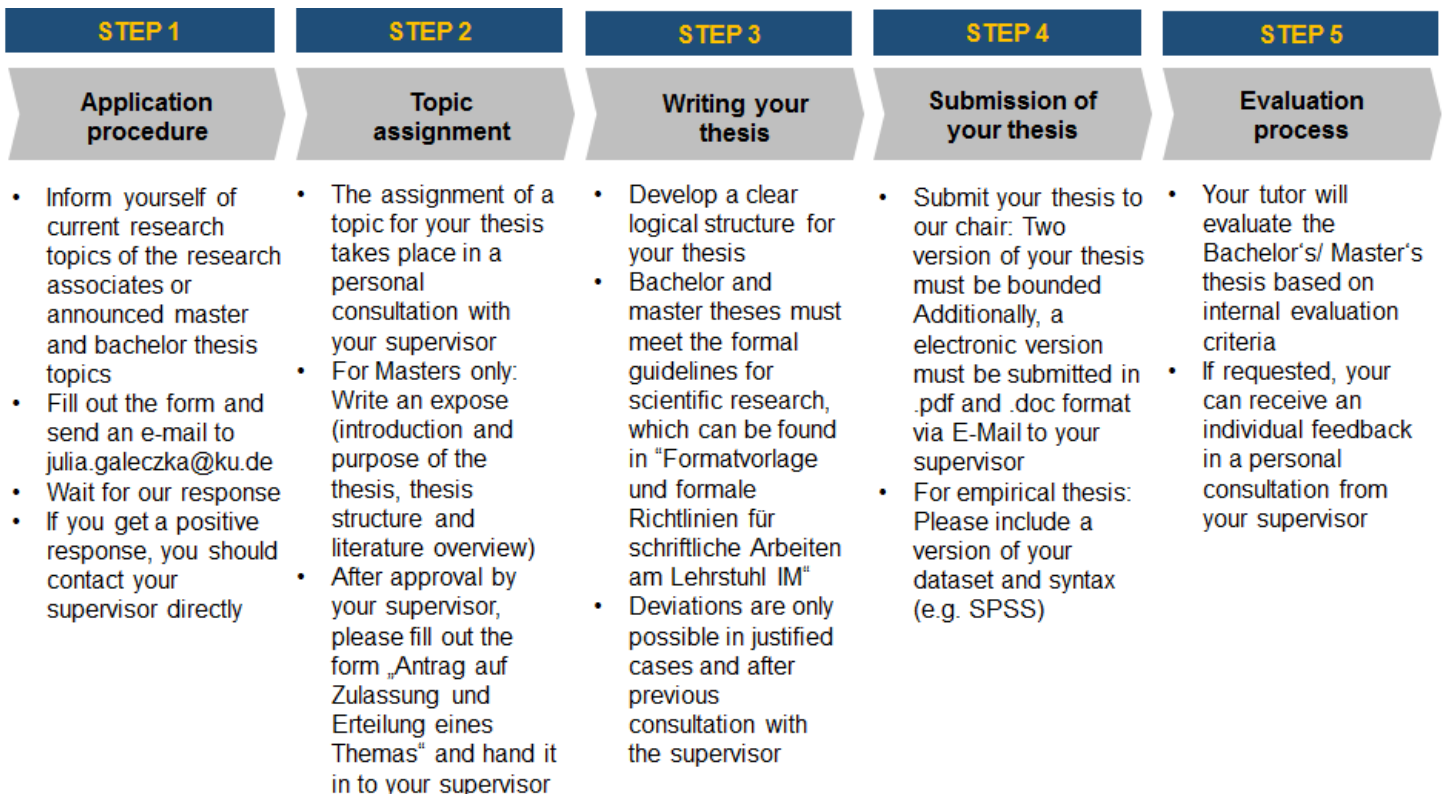 STEP 1
Application
procedure
• Inform yourself of
current research
topics of the research
associates or
announced master
and bachelor thesis
topics
• Fill out the form and
send an e-mail to
julia.galeczka@ku.de
• Wait for our response
• If you get a positive
response, you should
contact your
supervisor directly
STEP 2
Topic
assignment
• The assignment of a
topic for your thesis
takes place in a
personal
consultation with
your supervisor
• For Masters only:
Write an expose
(introduction and
purpose of the
thesis, thesis
structure and
literature overview)
• After approval by
your supervisor,
please fill out the
form „Antrag auf
Zulassung und
Erteilung eines
Themas“ and hand it
in to your supervisor
STEP 3
Writing your
thesis
• Develop a clear
logical structure for
your thesis
• Bachelor and
master theses must
meet the formal
guidelines for
scientific research,
which can be found
in “Formatvorlage
und formale
Richtlinien für
schriftliche Arbeiten
am Lehrstuhl IM“
• Deviations are only
possible in justified
cases and after
previous
consultation with
the supervisor
STEP 4
Submission of
your thesis
• Submit your thesis to
our chair: Two
version of your thesis
must be bounded
Additionally, a
electronic version
must be submitted in
.pdf and .doc format
via E-Mail to your
supervisor
• For empirical thesis:
Please include a
version of your
dataset and syntax
(e.g. SPSS)
STEP 5
Evaluation
process
• Your tutor will
evaluate the
Bachelor‘s/ Master‘s
thesis based on
internal evaluation
criteria
• If requested, your
can receive an
individual feedback
in a personal
consultation from
your supervisor